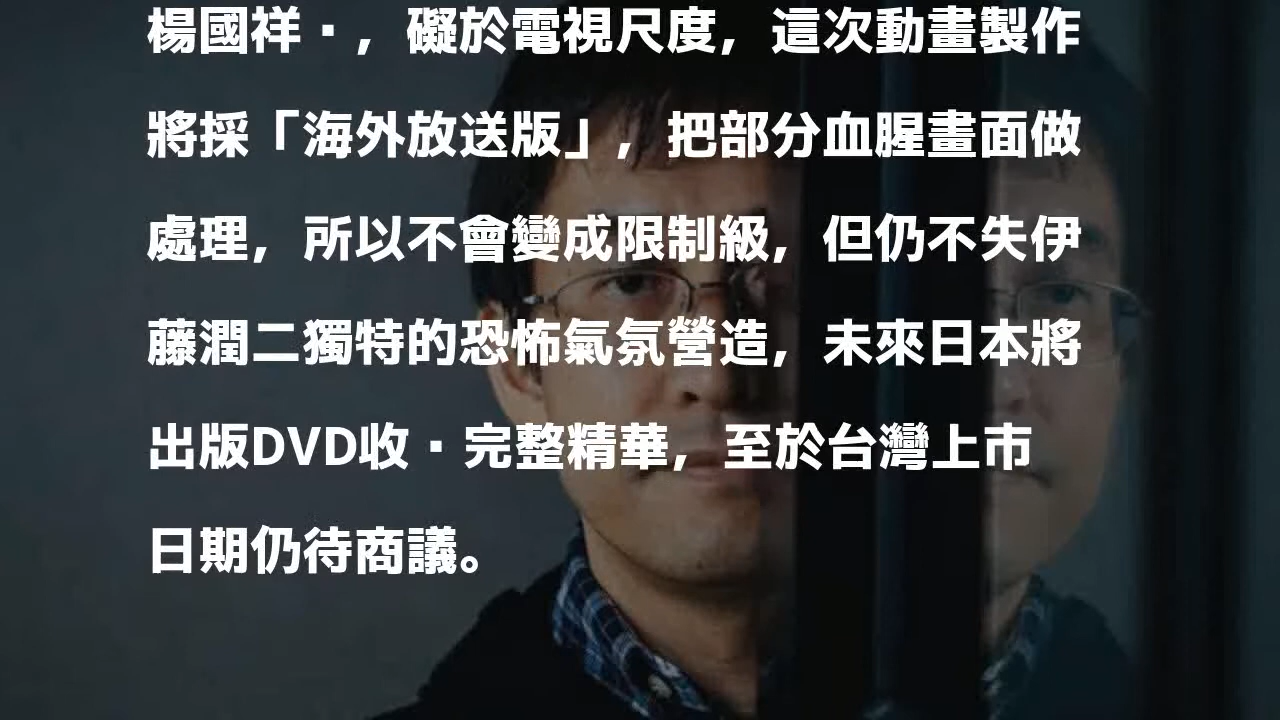 楊國祥▪，礙於電視尺度，這次動畫製作
將採「海外放送版」，把部分血腥畫面做
處理，所以不會變成限制級，但仍不失伊
藤潤二獨特的恐怖氣氛營造，未來日本將
出版DVD收▪完整精華，至於台灣上市
日期仍待商議。